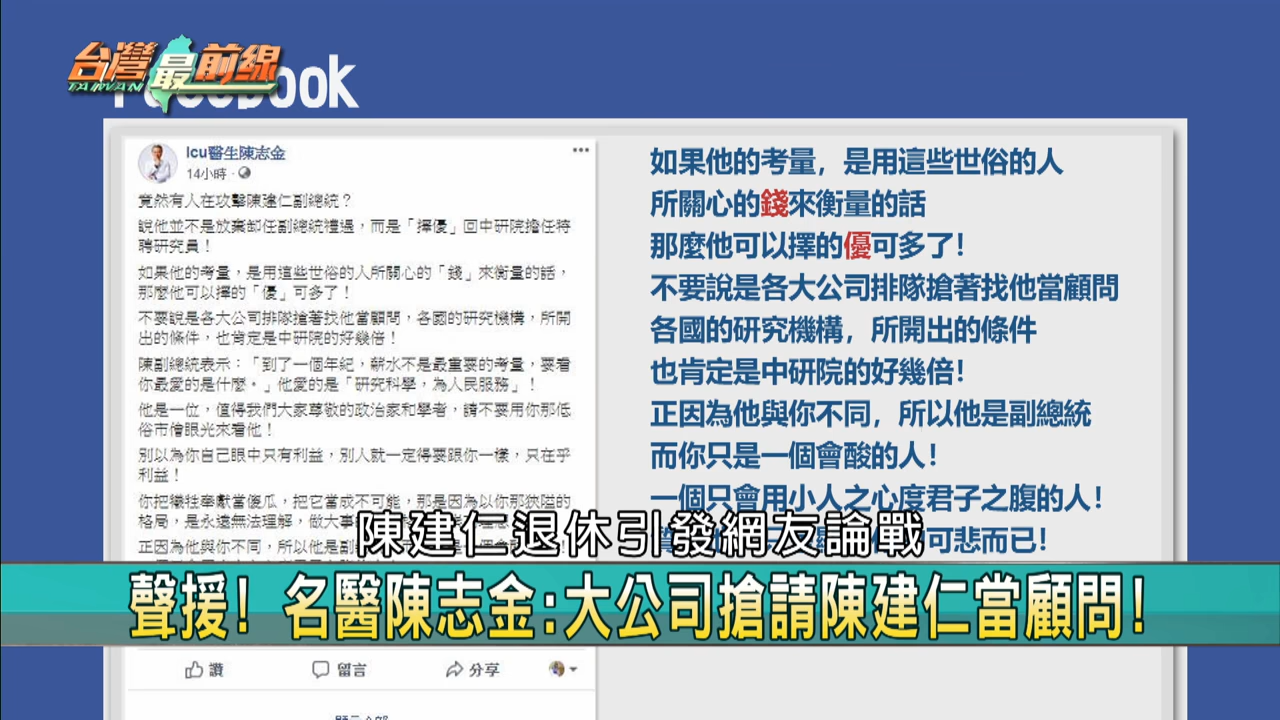 台灣最前線
TAIWAN
Facebook
Icu醫生陳志金
14小時
竟然有人在攻擊陳建仁副總統？
說他並不是放棄卸任副總統禮遇，而是「擇優」回中研院擔任特
聘研究員！
如果他的考量，是用這些世俗的人所關心的「錢」來衡量的話，
那麼他可以擇的「優」可多了！
不要說是各大公司排隊搶著找他當顧問，各國的研究機構，所開
出的條件，也肯定是中研院的好幾倍！
陳副總統表示：「到了一個年紀，薪水不是最重要的考量，要看
你最愛的是什麼。」他愛的是「研究科學，為人民服務」！
他是一位，值得我們大家尊敬的政治家和學者，請不要用你那低
俗市儈眼光來看他！
別以為你自己眼中只有利益，別人就一定得要跟你一樣，只在乎
利益！
你把犧牲奉獻當傻瓜，把它當成不可能，那是因為以你那狹隘的
格局，是永遠無法理解，做大事
正因為他與你不同，所以他是副
讚
留言
分享
如果他的考量，是用這些世俗的人
所關心的錢來衡量的話
那麼他可以擇的優可多了！
不要說是各大公司排隊搶著找他當顧問
各國的研究機構，所開出的條件
也肯定是中研院的好幾倍！
正因為他與你不同，所以他是副總統
而你只是一個會酸的人！
一個只會用小人之心度君子之腹的人！
可悲而已！
陳建仁退休引發網友論戰
聲援！名醫陳志金:大公司搶請陳建仁當顧問！